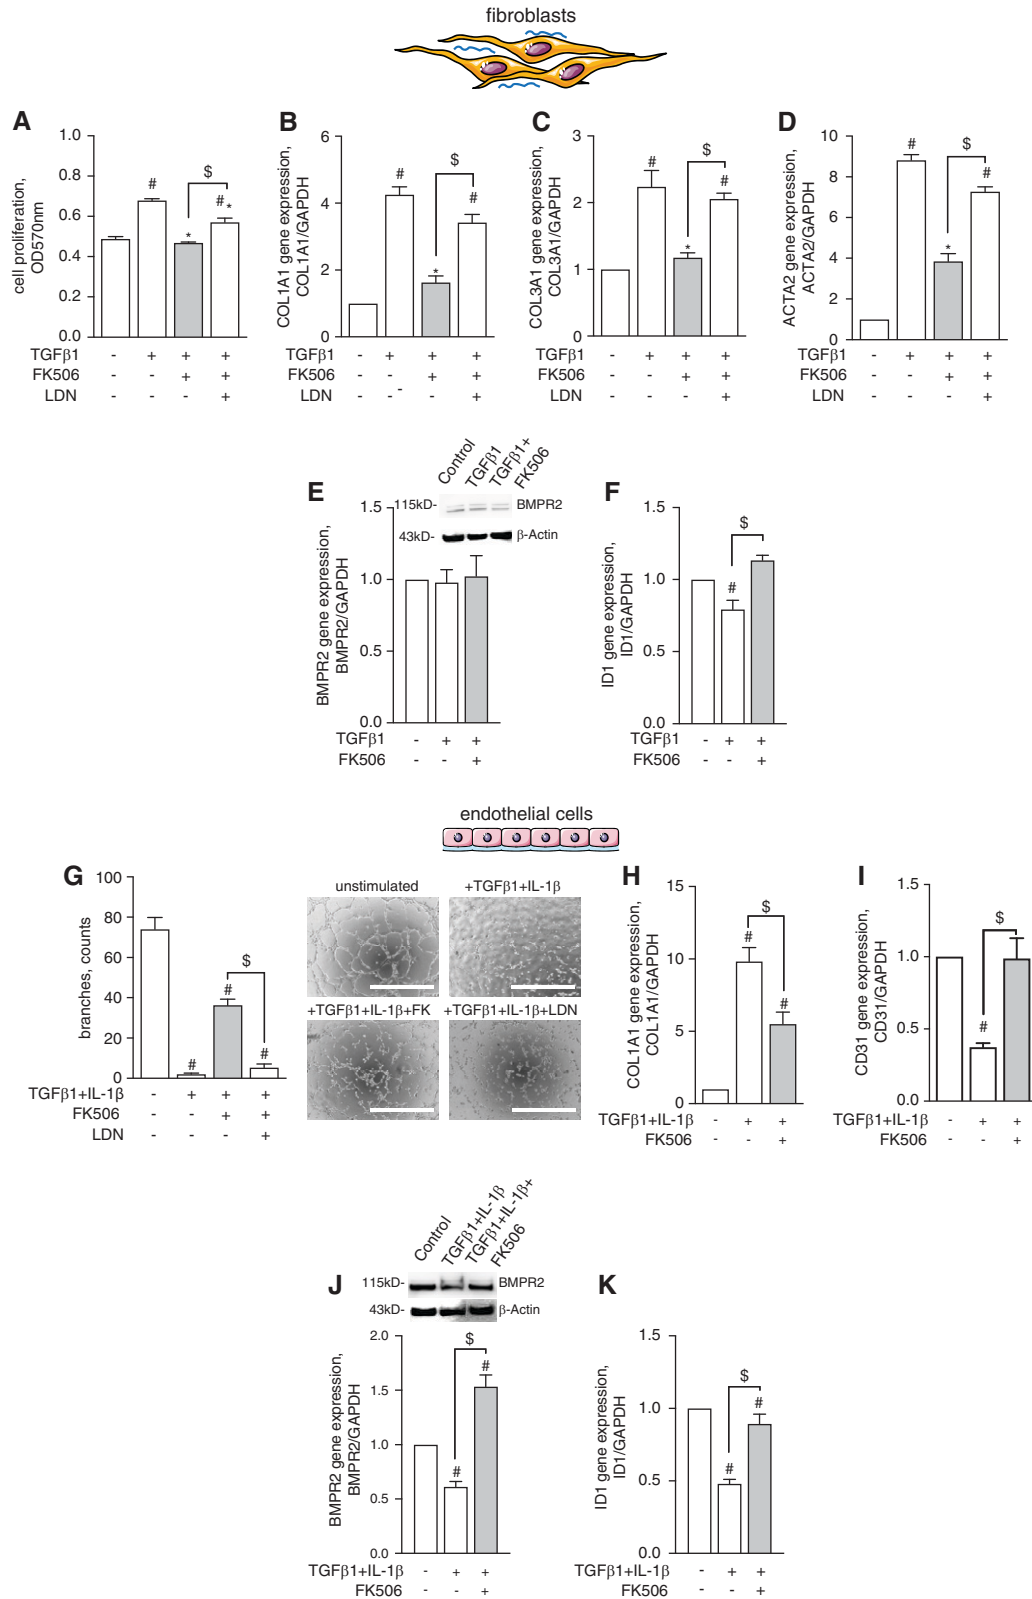 fibroblasts
A
cell proliferation,
OD570nm
1.0
0.8
0.6
0.4
0.2
0.0
#
*
$
# *
TGFβ1 - + + +
FK506 - - + +
LDN - - - +
B
COL1A1 gene expression,
COL1A1/GAPDH
6
4
2
0
#
*
$
#
TGFβ1 - + + +
FK506 - - + +
LDN - - - +
C
COL3A1 gene expression,
COL3A1/GAPDH
3
2
1
0
#
*
$
#
TGFβ1 - + + +
FK506 - - + +
LDN - - - +
D
ACTA2 gene expression,
ACTA2/GAPDH
10
8
6
4
2
0
#
*
$
#
TGFβ1 - + + +
FK506 - - + +
LDN - - - +
E
Control
TGFβ1
TGFβ1+
FK506
115kD-
BMPR2
43kD-
β-Actin
BMPR2 gene expression,
BMPR2/GAPDH
1.5
1.0
0.5
0.0
TGFβ1 - + +
FK506 - - +
F
ID1 gene expression,
ID1/GAPDH
1.5
1.0
0.5
0.0
#
$
TGFβ1 - + +
FK506 - - +
endothelial cells
G
branches, counts
100
80
60
40
20
0
#
#
$
#
TGFβ1+IL-1β - + + +
FK506 - - + +
LDN - - - +
unstimulated
+TGFβ1+IL-1β
+TGFβ1+IL-1β+FK
+TGFβ1+IL-1β+LDN
H
COL1A1 gene expression,
COL1A1/GAPDH
15
10
5
0
#
$
#
TGFβ1+IL-1β - + +
FK506 - - +
I
CD31 gene expression,
CD31/GAPDH
1.5
1.0
0.5
0.0
#
$
TGFβ1+IL-1β - + +
FK506 - - +
J
Control
TGFβ1+IL-1β
TGFβ1+IL-1β+
FK506
115kD-
BMPR2
43kD-
β-Actin
BMPR2 gene expression,
BMPR2/GAPDH
2.0
1.5
1.0
0.5
0.0
#
$
#
TGFβ1+IL-1β - + +
FK506 - - +
K
ID1 gene expression,
ID1/GAPDH
1.5
1.0
0.5
0.0
#
$
#
TGFβ1+IL-1β - + +
FK506 - - +